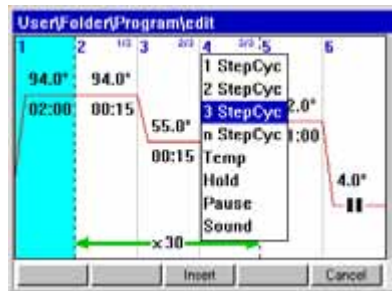 User\Folder\Program\edit
1 2 1/3 3 2/3 4 3/3 5 6
94.0° 94.0°
02:00 00:15
55.0°
00:15
1 StepCyc
2 StepCyc
3 StepCyc
n StepCyc
Temp
Hold
Pause
Sound
2.0°
1:00
4.0°
x 30
Insert Cancel